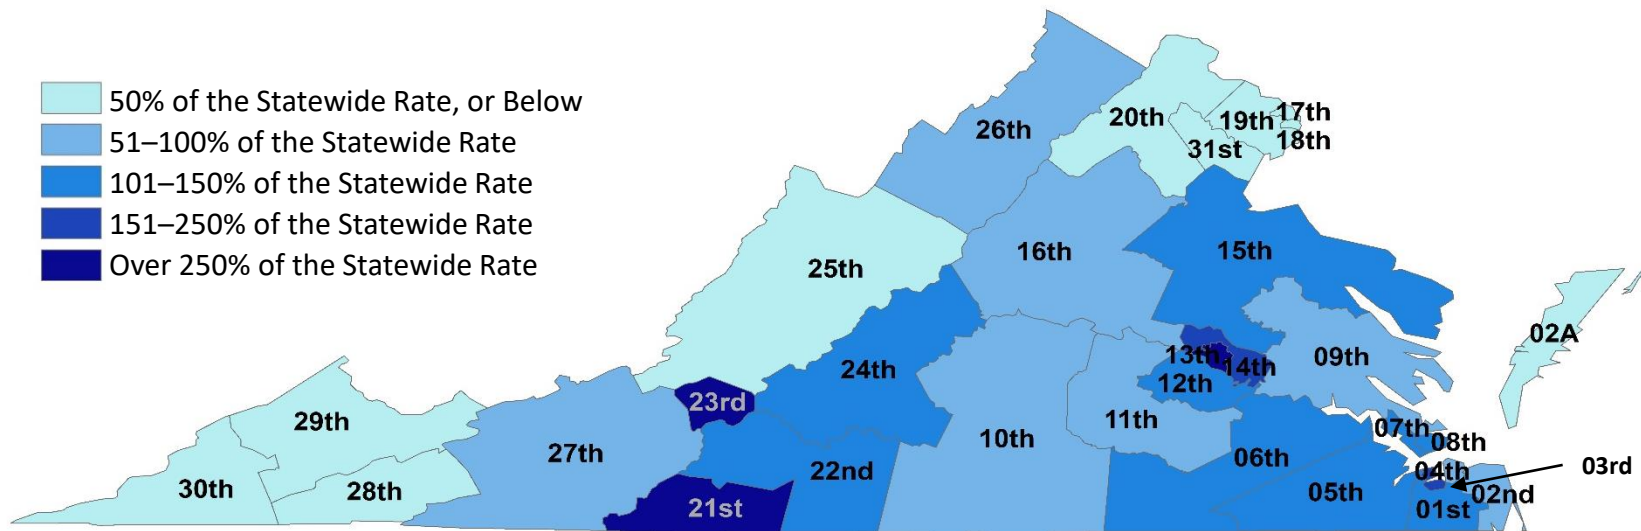 50% of the Statewide Rate, or Below
51–100% of the Statewide Rate
101–150% of the Statewide Rate
151–250% of the Statewide Rate
Over 250% of the Statewide Rate
26th
20th
19th
17th
18th
31st
25th
16th
15th
02A
13th
14th
09th
24th
12th
23rd
29th
11th
07th
08th
27th
10th
06th
22nd
04th
03rd
30th
28th
05th
02nd
21st
01st